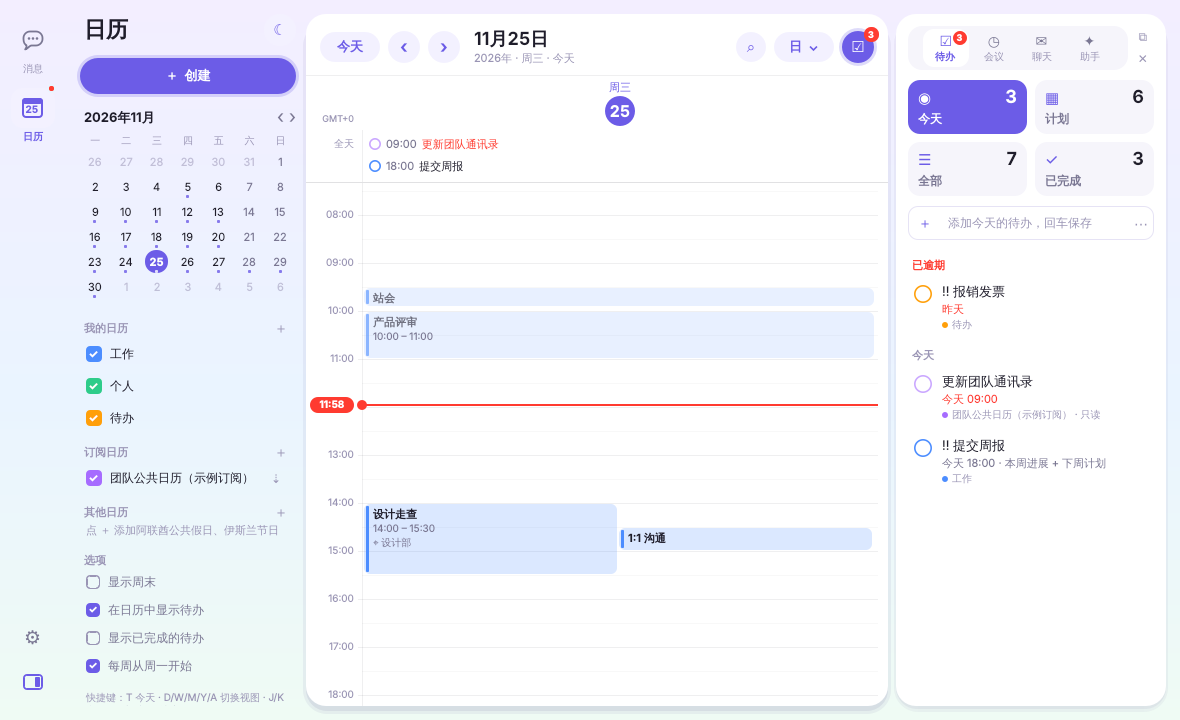 消息
25
日历
日历
＋ 创建
2026年11月
一 二 三 四 五 六 日
26 27 28 29 30 31 1
2 3 4 5 6 7 8
9 10 11 12 13 14 15
16 17 18 19 20 21 22
23 24 25 26 27 28 29
30 1 2 3 4 5 6
我的日历 ＋
工作
个人
待办
订阅日历 ＋
团队公共日历（示例订阅） ⇣
其他日历 ＋
点 ＋ 添加阿联酋公共假日、伊斯兰节日
选项
显示周末
在日历中显示待办
显示已完成的待办
每周从周一开始
快捷键：T 今天 · D/W/M/Y/A 切换视图 · J/K
今天 ‹ ›
11月25日
2026年 · 周三 · 今天
日
3
周三
25
GMT+0
全天
09:00 更新团队通讯录
18:00 提交周报
08:00
09:00
站会
10:00
产品评审
10:00 – 11:00
11:00
11:58
13:00
14:00
设计走查
14:00 – 15:30
⌖ 设计部
1:1 沟通
15:00
16:00
17:00
18:00
3
待办 会议 聊天 助手
3
今天
6
计划
7
全部
3
已完成
＋ 添加今天的待办，回车保存 ···
已逾期
!! 报销发票
昨天
待办
今天
更新团队通讯录
今天 09:00
团队公共日历（示例订阅） · 只读
!! 提交周报
今天 18:00 · 本周进展 + 下周计划
工作